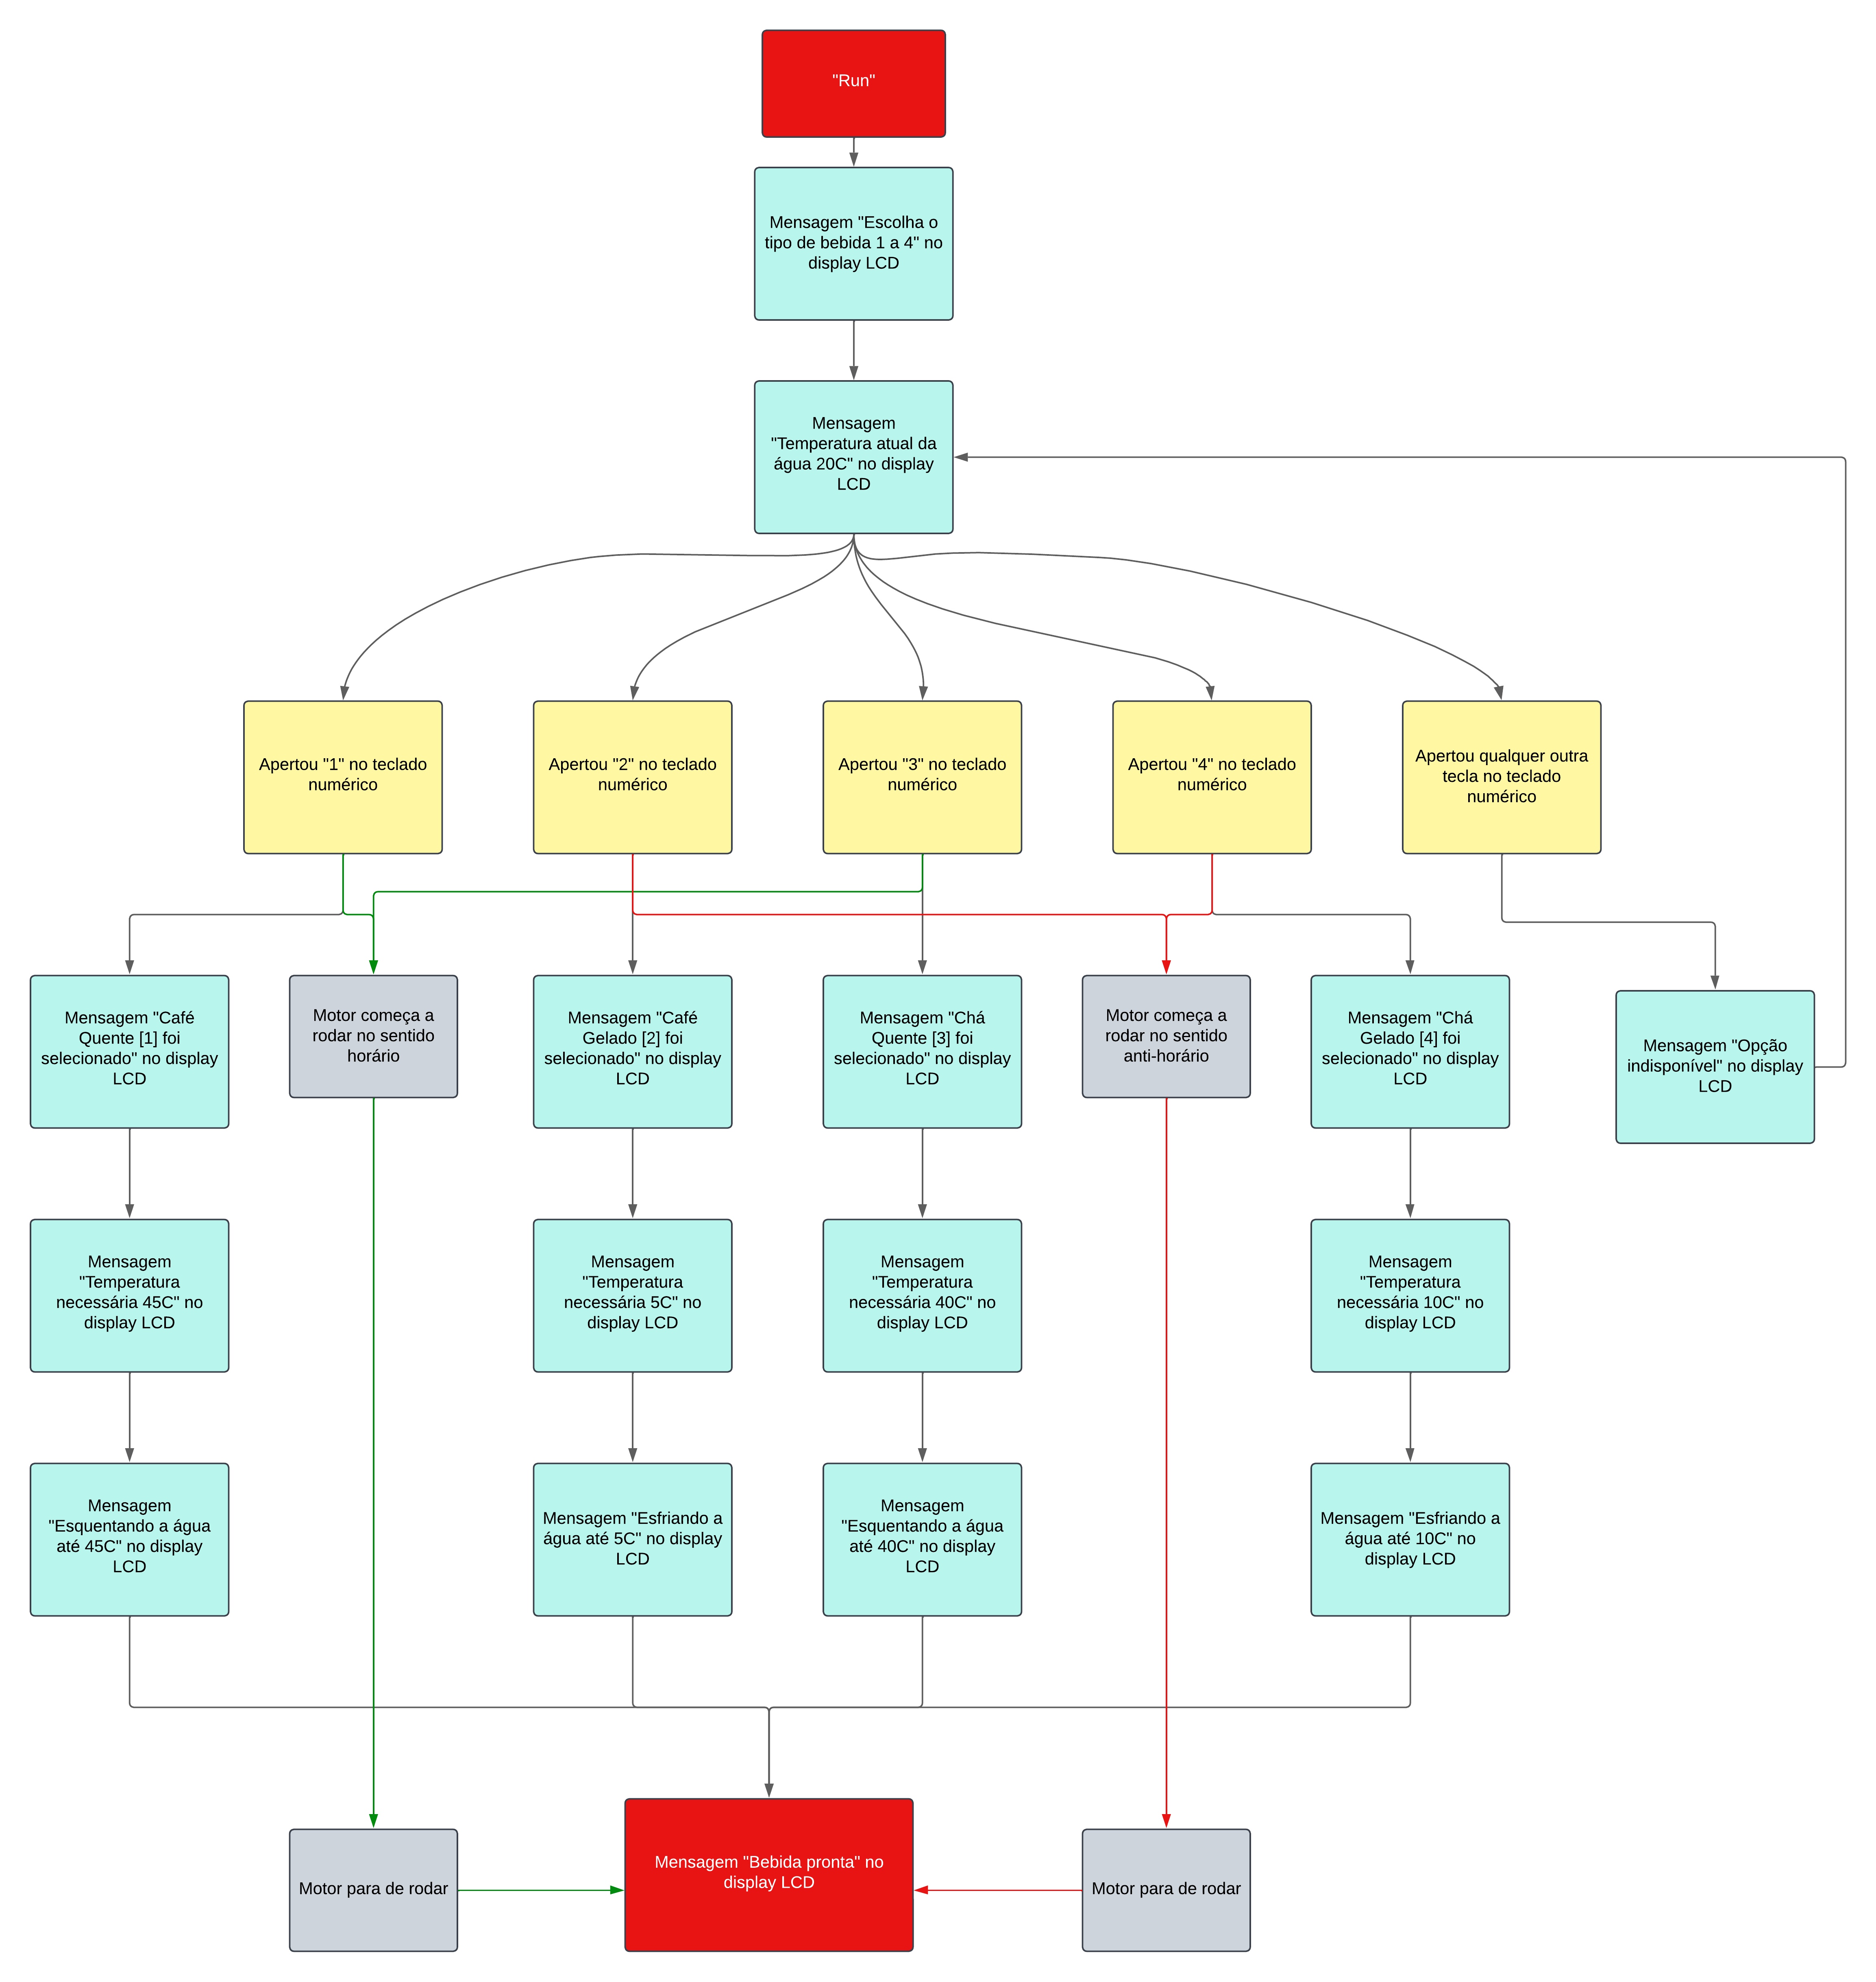 "Run"
Mensagem "Escolha o
tipo de bebida 1 a 4" no
display LCD
Mensagem
"Temperatura atual da
água 20C" no display
LCD
Apertou "1" no teclado
numérico
Apertou "2" no teclado
numérico
Apertou "3" no teclado
numérico
Apertou "4" no teclado
numérico
Apertou qualquer outra
tecla no teclado
numérico
Mensagem "Café
Quente [1] foi
selecionado" no display
LCD
Motor começa a
rodar no sentido
horário
Mensagem "Café
Gelado [2] foi
selecionado" no display
LCD
Mensagem "Chá
Quente [3] foi
selecionado" no display
LCD
Motor começa a
rodar no sentido
anti-horário
Mensagem "Chá
Gelado [4] foi
selecionado" no display
LCD
Mensagem "Opção
indisponível" no display
LCD
Mensagem
"Temperatura
necessária 45C" no
display LCD
Mensagem
"Temperatura
necessária 5C" no
display LCD
Mensagem
"Temperatura
necessária 40C" no
display LCD
Mensagem
"Temperatura
necessária 10C" no
display LCD
Mensagem
"Esquentando a água
até 45C" no display
LCD
Mensagem "Esfriando a
água até 5C" no display
LCD
Mensagem
"Esquentando a água
até 40C" no display
LCD
Mensagem "Esfriando a
água até 10C" no
display LCD
Motor para de rodar
Mensagem "Bebida pronta" no
display LCD
Motor para de rodar